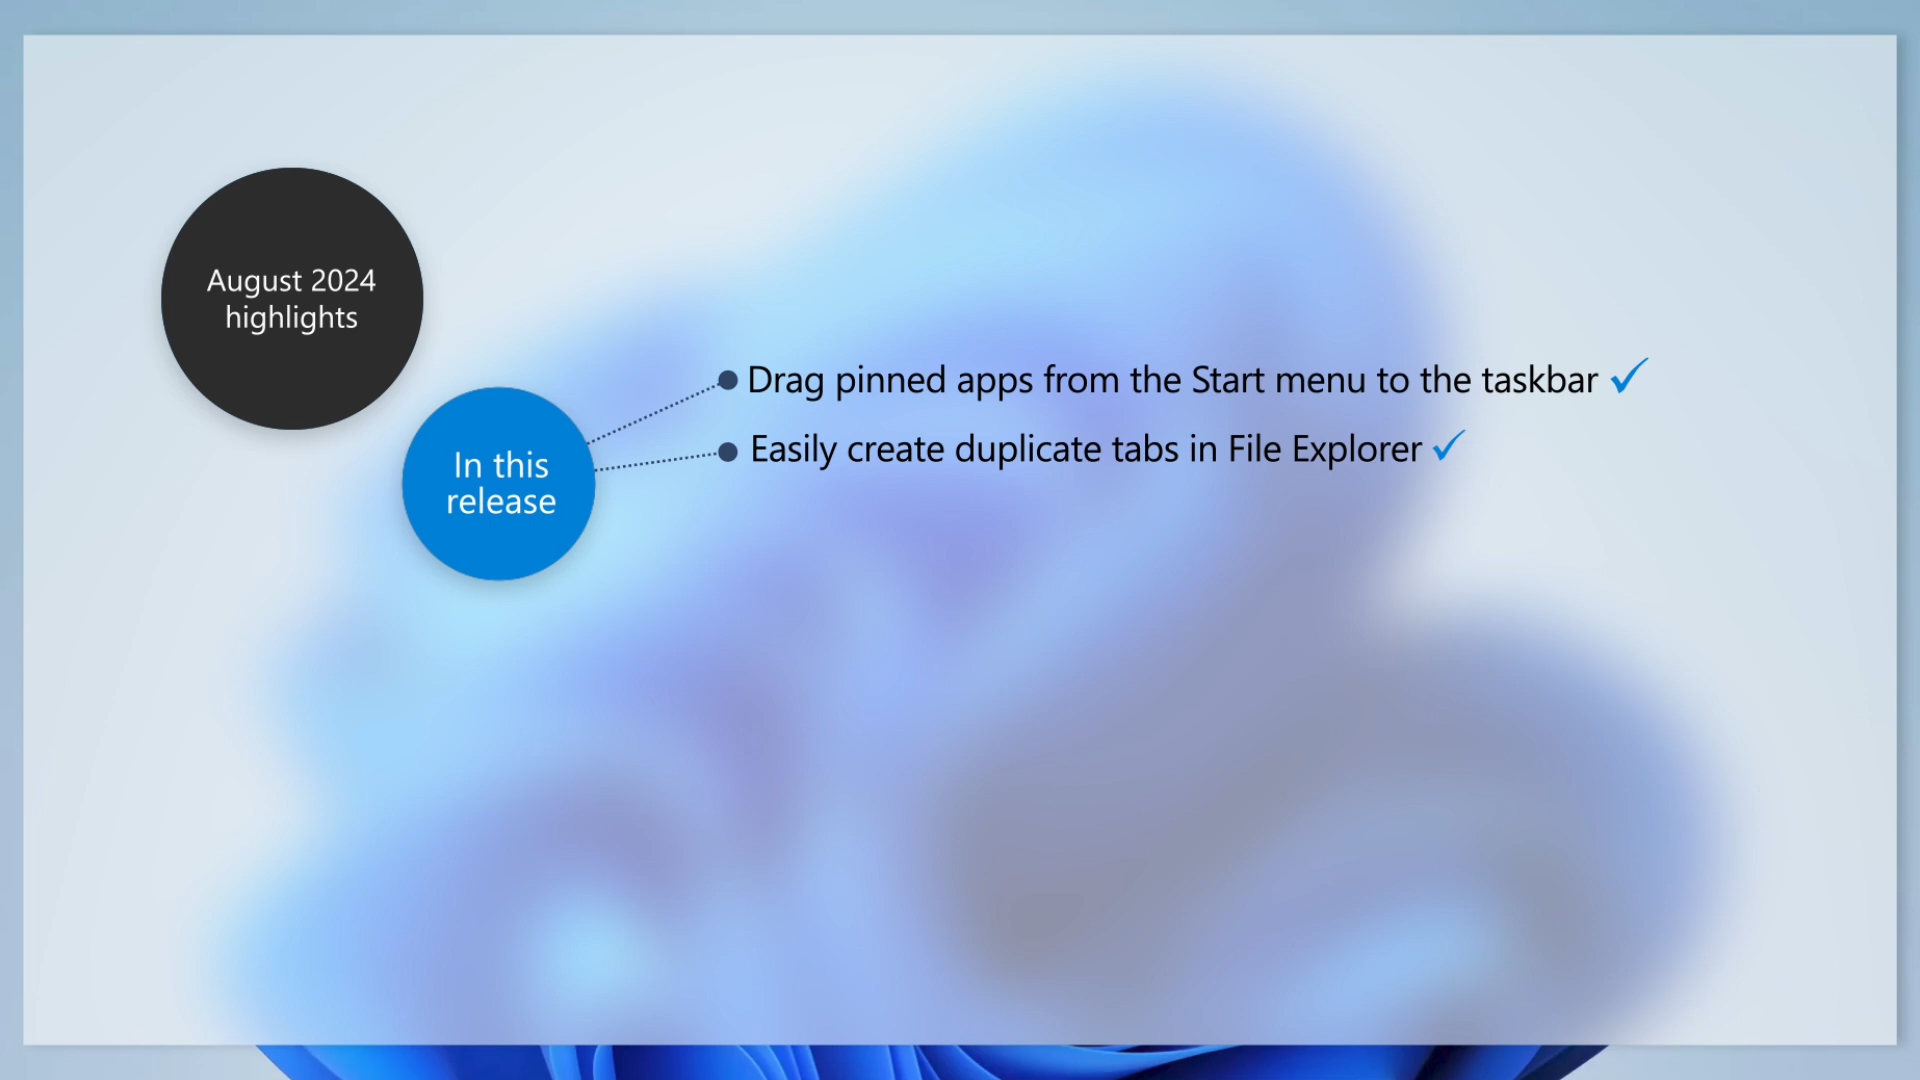 August 2024
highlights
In this
release
Drag pinned apps from the Start menu to the taskbar
Easily create duplicate tabs in File Explorer